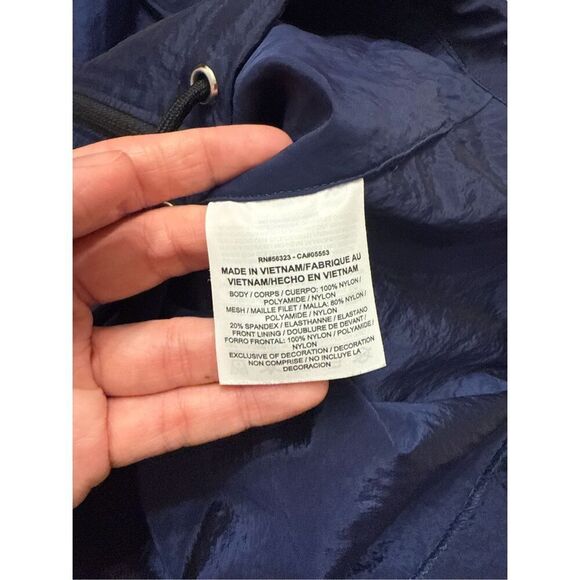 RN#56323 - CA#05553
MADE IN VIETNAM/FABRIQUE AU
VIETNAM/HECHO EN VIETNAM
BODY / CORPS / CUERPO: 100% NYLON /
POLYAMIDE / NYLON
MESH / MAILLE FILET / MALLA: 80% NYLON /
POLYAMIDE / NYLON
20% SPANDEX / ELASTHANNE / ELASTANO
FRONT LINING / DOUBLURE DE DEVANT /
FORRO FRONTAL: 100% NYLON / POLYAMIDE /
NYLON
EXCLUSIVE OF DECORATION / DECORATION
NON COMPRISE / NO INCLUYE LA
DECORACION